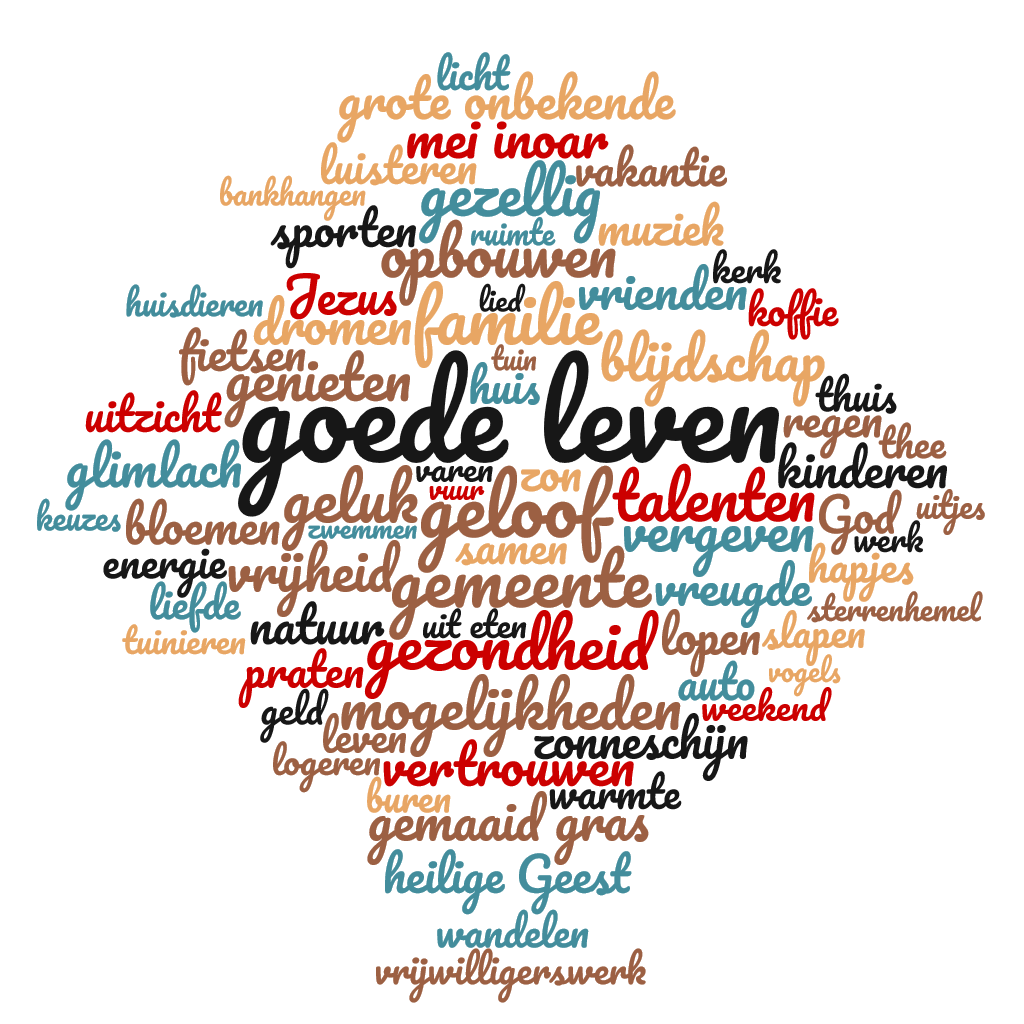 licht
grote onbekende
mei inoar
luisteren
vakantie
bankhangen
gezellig
sporten
ruimte
muziek
opbouwen
kerk
huisdieren
Jezus
lied
vrienden
koffie
dromen
familie
fietsen
tuin
blijdschap
genieten
huis
thuis
uitzicht
goede leven
regen
thee
glimlach
varen
zon
kinderen
vuur
geluk
geloof
talenten
keuzes
bloemen
zwemmen
God
uitjes
vergeven
werk
energie
samen
vrijheid
gemeente
hapjes
liefde
vreugde
sterrenhemel
tuinieren
natuur
uit eten
gezondheid
lopen
slapen
praten
vogels
auto
geld
mogelijkheden
weekend
leven
zonneschijn
logeren
vertrouwen
buren
warmte
gemaaid gras
heilige Geest
wandelen
vrijwilligerswerk